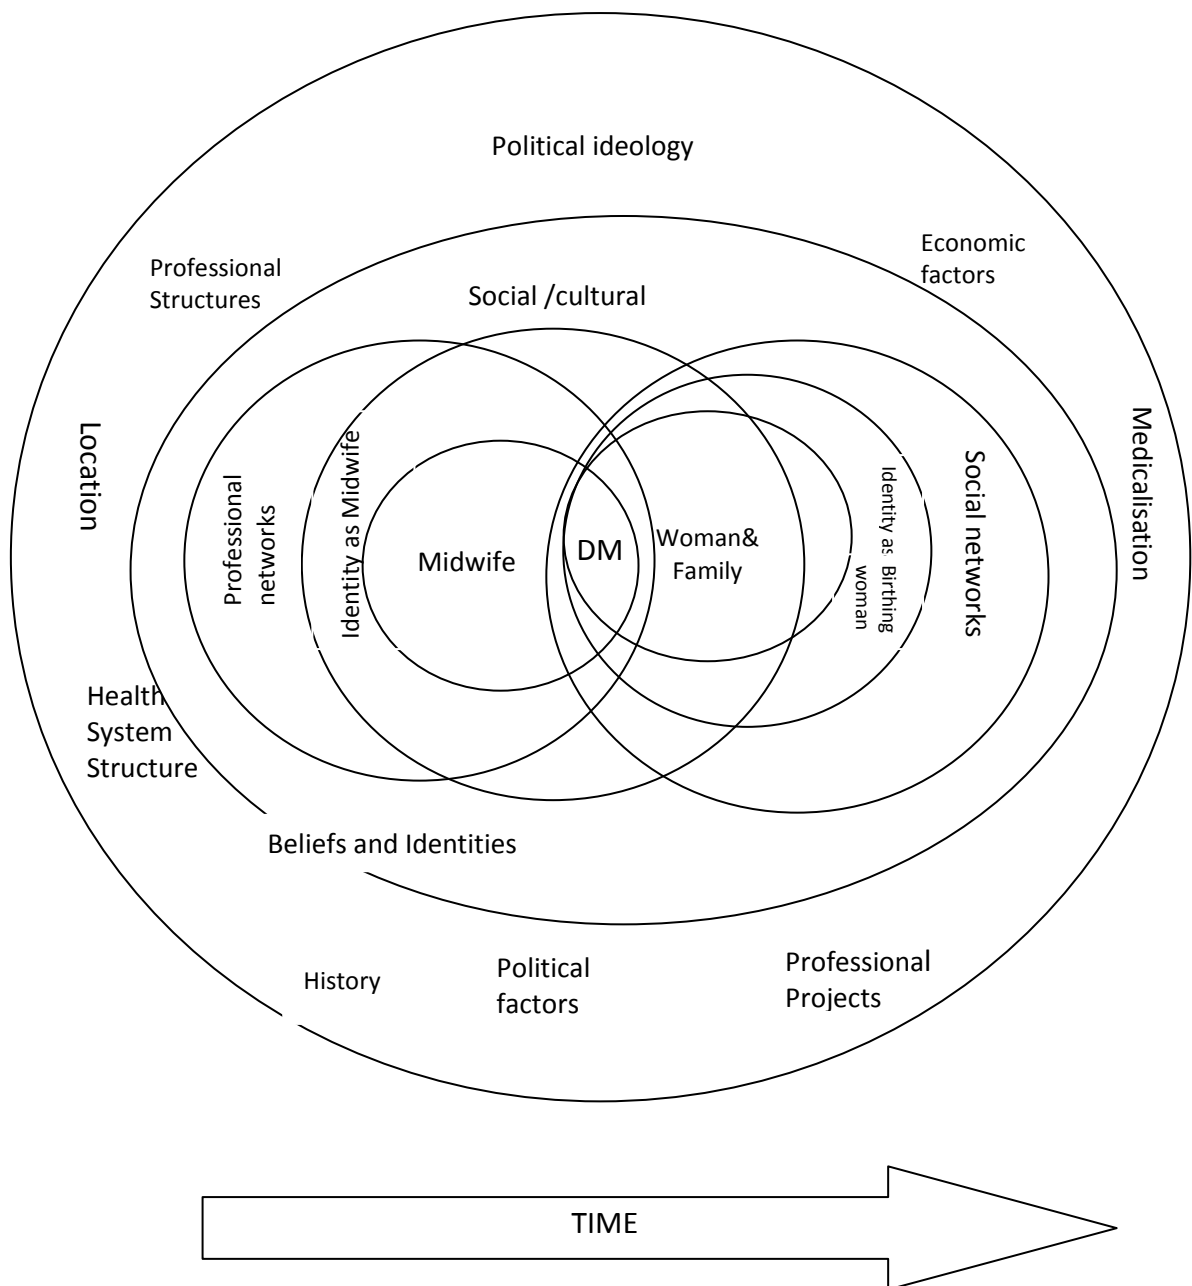 Political ideology
Economic
factors
Professional
Structures
Social /cultural
Location
Medicalisation
Professional
networks
Identity as Midwife
Midwife
DM
Woman&
Family
Identity as Birthing
woman
Social networks
Health
System
Structure
Beliefs and Identities
History
Political
factors
Professional
Projects
TIME